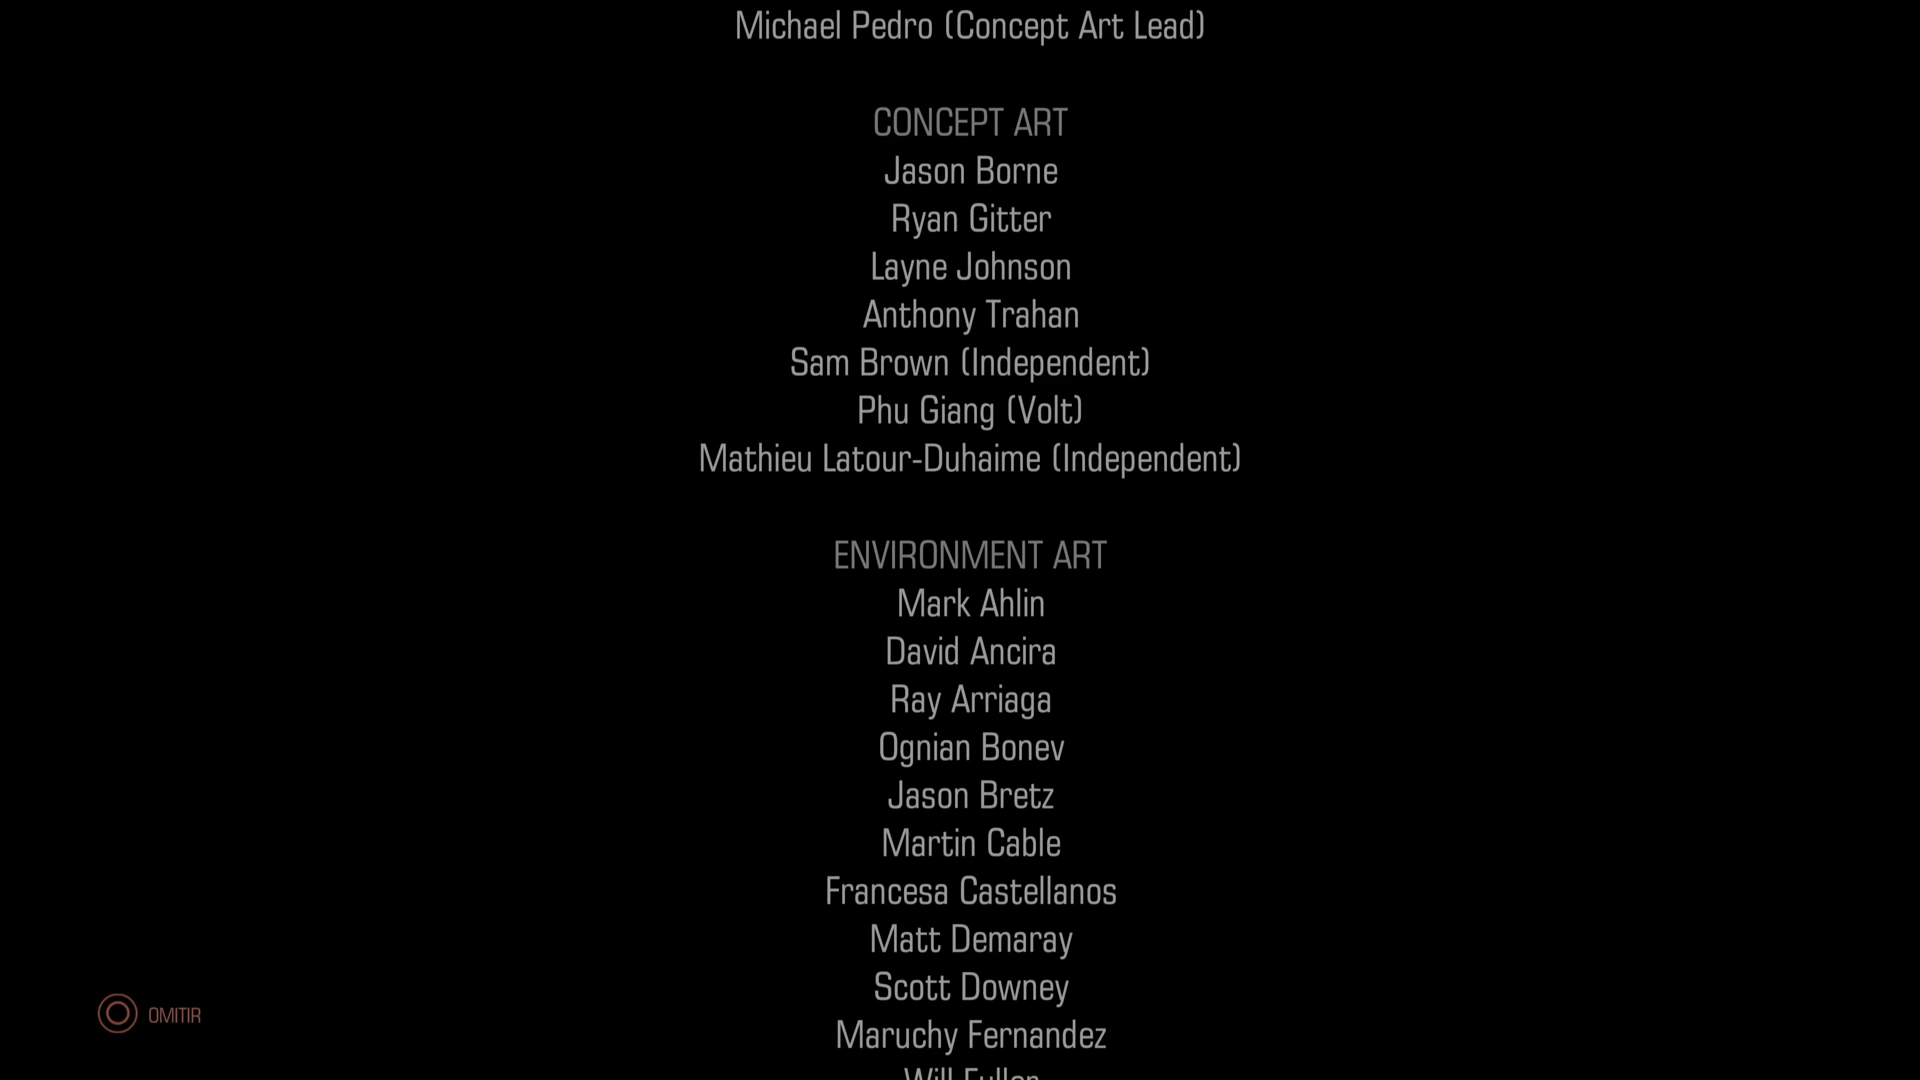 Michael Pedro (Concept Art Lead)
CONCEPT ART
Jason Borne
Ryan Gitter
Layne Johnson
Anthony Trahan
Sam Brown (Independent)
Phu Giang (Volt)
Mathieu Latour-Duhaime (Independent)
ENVIRONMENT ART
Mark Ahlin
David Ancira
Ray Arriaga
Ognian Bonev
Jason Bretz
Martin Cable
Francesa Castellanos
Matt Demaray
Scott Downey
OMITIR
Maruchy Fernandez
Will